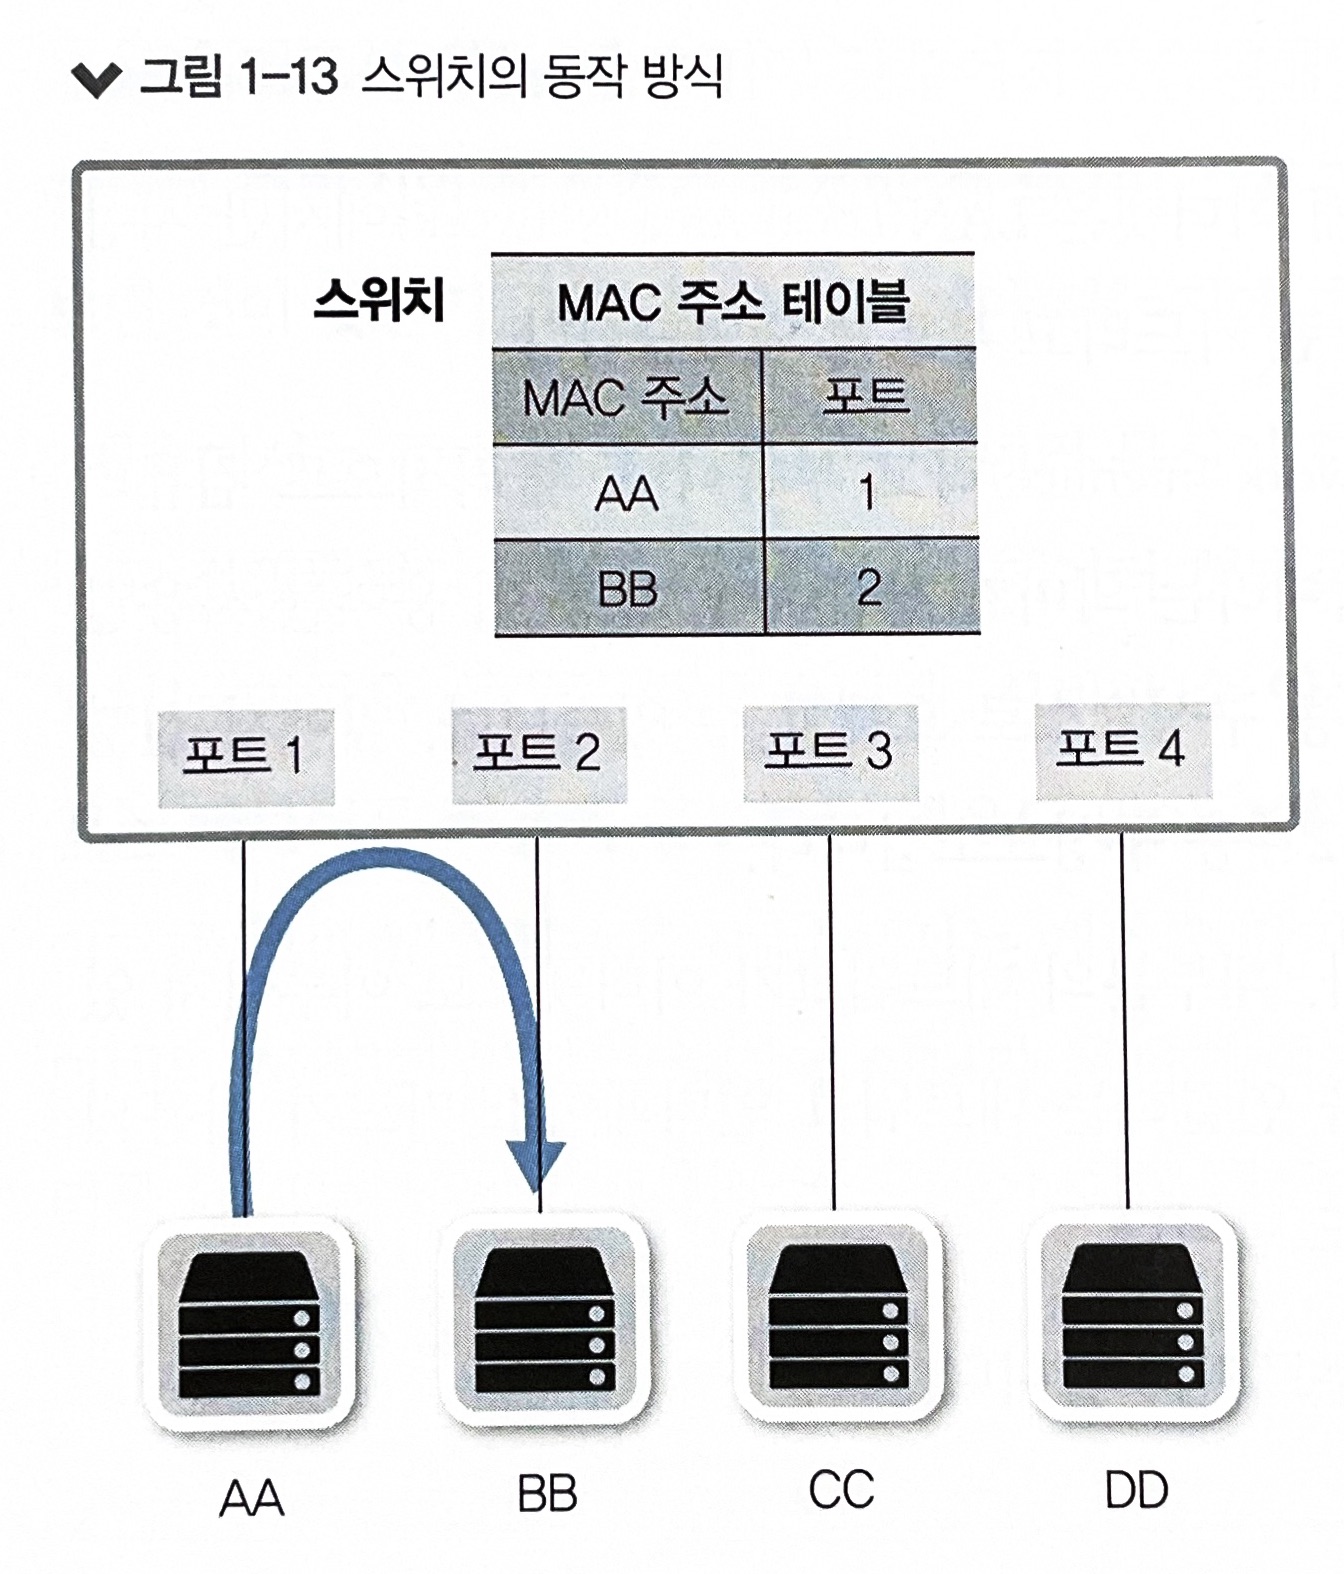 그림 1-13 스위치의 동작 방식
스위치
MAC 주소 테이블
MAC 주소 포트
AA 1
BB 2
포트 1 포트 2 포트 3 포트 4
AA BB CC DD